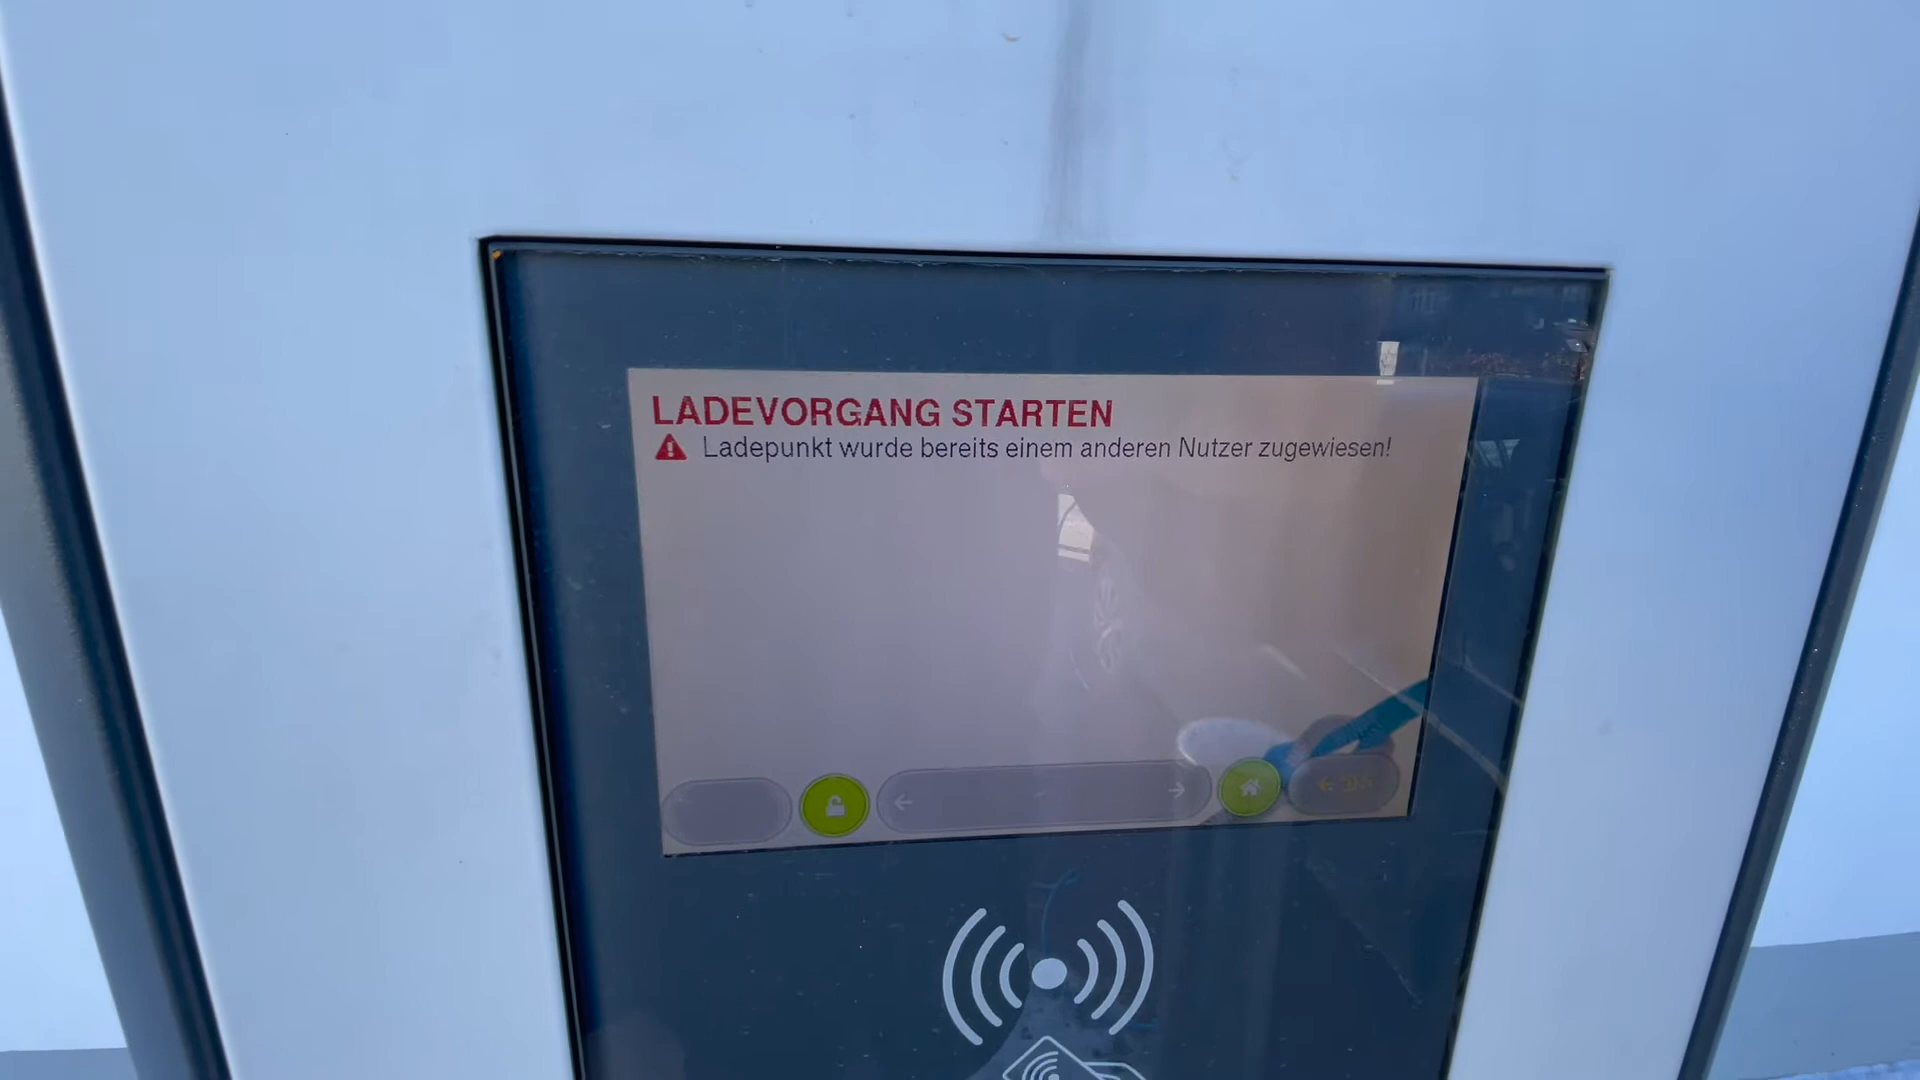 LADEVORGANG STARTEN
Ladepunkt wurde bereits einem anderen Nutzer zugewiesen!